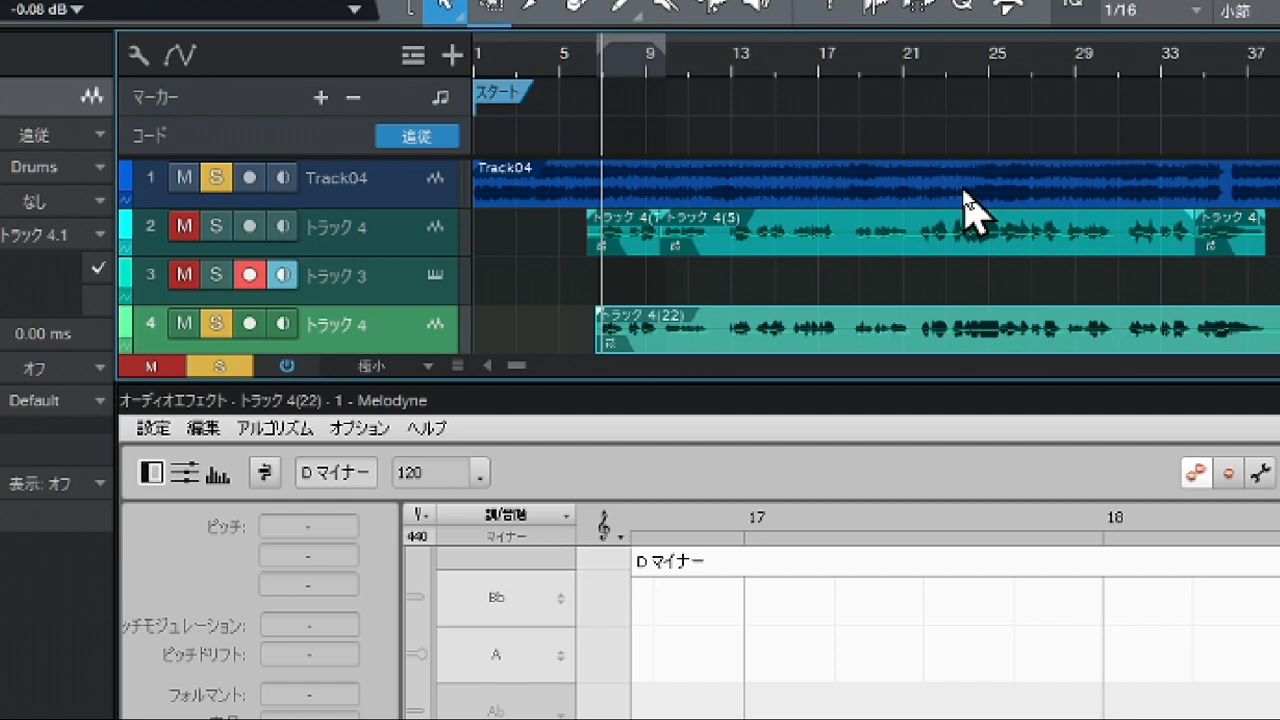 -0.08 dB
1/16
小節
1 5 9 13 17 21 25 29 33 37
マーカー
スタート
追従
コード
追従
Drums
1 M S Track04
Track04
なし
2 M S トラック 4
トラック 4(1
トラック 4(5)
トラック 4(
トラック 4.1
3 M S トラック 3
4 M S トラック 4
トラック 4(22)
0.00 ms
オフ
M S 極小
Default
オーディオエフェクト - トラック 4(22) - 1 - Melodyne
設定 編集 アルゴリズム オプション ヘルプ
D マイナー 120
表示: オフ
ピッチ: -
-
-
調/音階
440 マイナー
17 18
D マイナー
Bb
ッチモジュレーション: -
ピッチドリフト: -
A
フォルマント: -
Ab